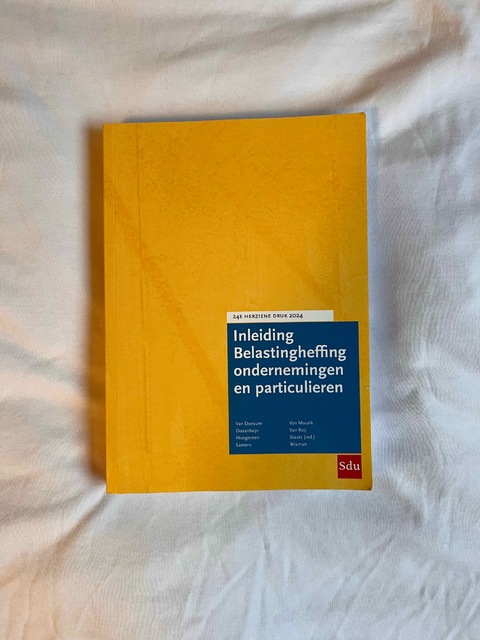 24E HERZIENE DRUK 2024
Inleiding
Belastingheffing
ondernemingen
en particulieren
Van Dorsum
Dusarduijn
Hoogeveen
Lamers
Van Mourik
Van Roij
Staats (red.)
Wisman
Sdu